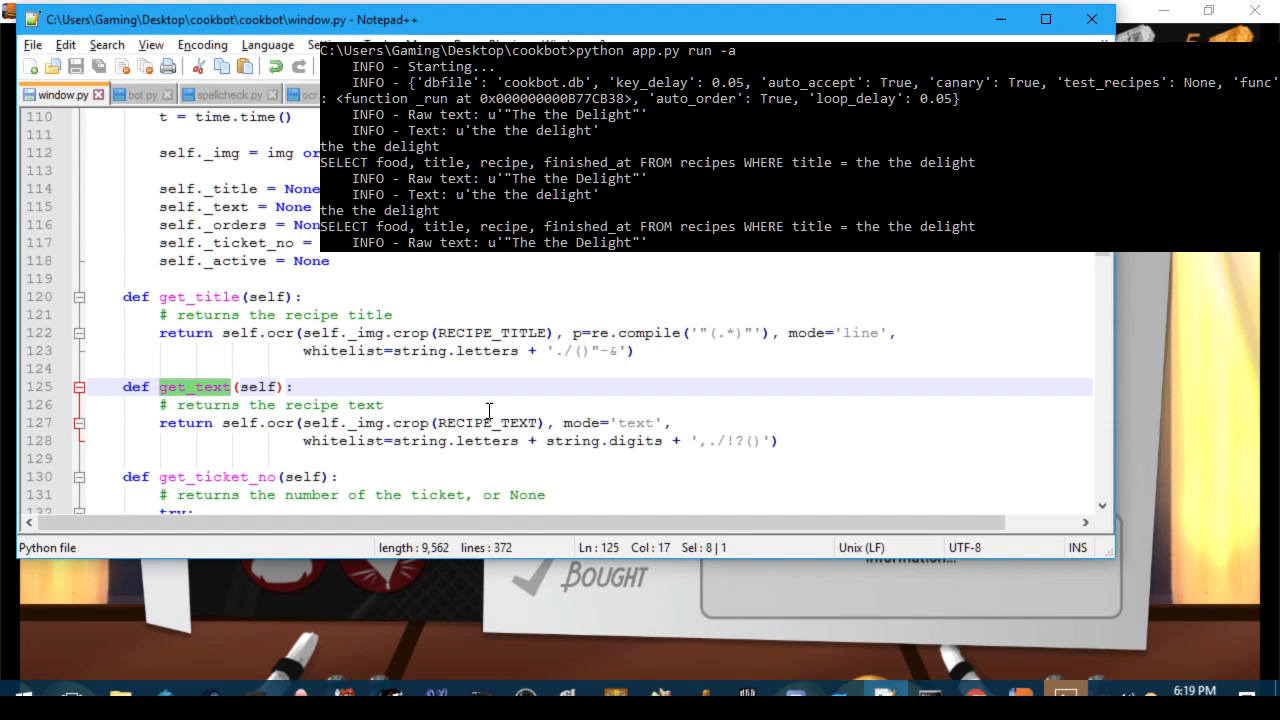 C:\Users\Gaming\Desktop\cookbot\cookbot\window.py - Notepad++
File Edit Search View Encoding Language
C:\Users\Gaming\Desktop\cookbot>python app.py run -a
INFO - Starting...
INFO - {'dbfile': 'cookbot.db', 'key_delay': 0.05, 'auto_accept': True, 'canary': True, 'test_recipes': None, 'func'
: <function _run at 0x000000000B77CB38>, 'auto_order': True, 'loop_delay': 0.05}
INFO - Raw text: u'"The the Delight"'
INFO - Text: u'the the delight'
the the delight
SELECT food, title, recipe, finished_at FROM recipes WHERE title = the the delight
INFO - Raw text: u'"The the Delight"'
INFO - Text: u'the the delight'
the the delight
SELECT food, title, recipe, finished_at FROM recipes WHERE title = the the delight
INFO - Raw text: u'"The the Delight"'
window.py bot.py spellcheck.py
110 t = time.time()
111
112 self._img = img or
113
114 self._title = None
115 self._text = None
116 self._orders = Non
117 self._ticket_no =
118 self._active = None
119
120 def get_title(self):
121 # returns the recipe title
122 return self.ocr(self._img.crop(RECIPE_TITLE), p=re.compile('"(.*)"'), mode='line',
123 whitelist=string.letters + './()"-&')
124
125 def get_text(self):
126 # returns the recipe text
127 return self.ocr(self._img.crop(RECIPE_TEXT), mode='text',
128 whitelist=string.letters + string.digits + ',./!?()')
129
130 def get_ticket_no(self):
131 # returns the number of the ticket, or None
132 try:
Python file length : 9,562 lines : 372 Ln : 125 Col : 17 Sel : 8 | 1 Unix (LF) UTF-8 INS
information...
BOUGHT
6:19 PM